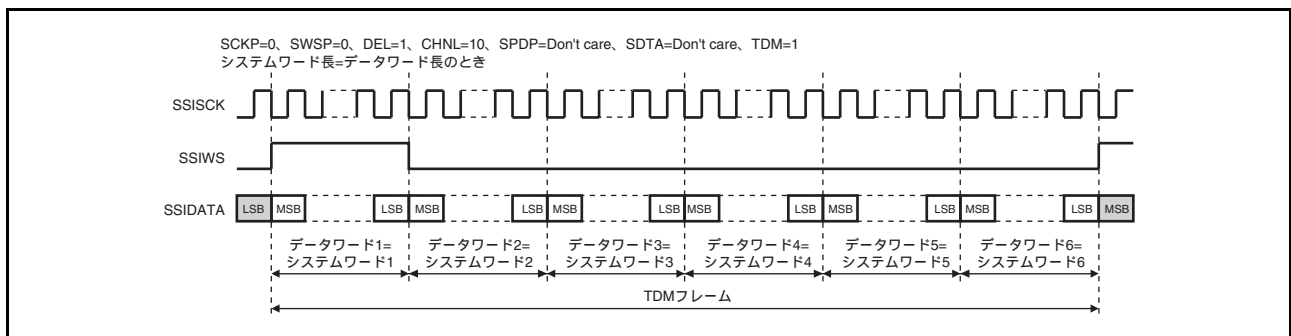 SCKP=0、SWSP=0、DEL=1、CHNL=10、SPDP=Don't care、SDTA=Don't care、TDM=1
システムワード長=データワード長のとき
SSISCK
SSIWS
SSIDATA LSB MSB LSB MSB LSB MSB LSB MSB LSB MSB LSB MSB LSB MSB
データワード1= データワード2= データワード3= データワード4= データワード5= データワード6=
システムワード1 システムワード2 システムワード3 システムワード4 システムワード5 システムワード6
TDMフレーム